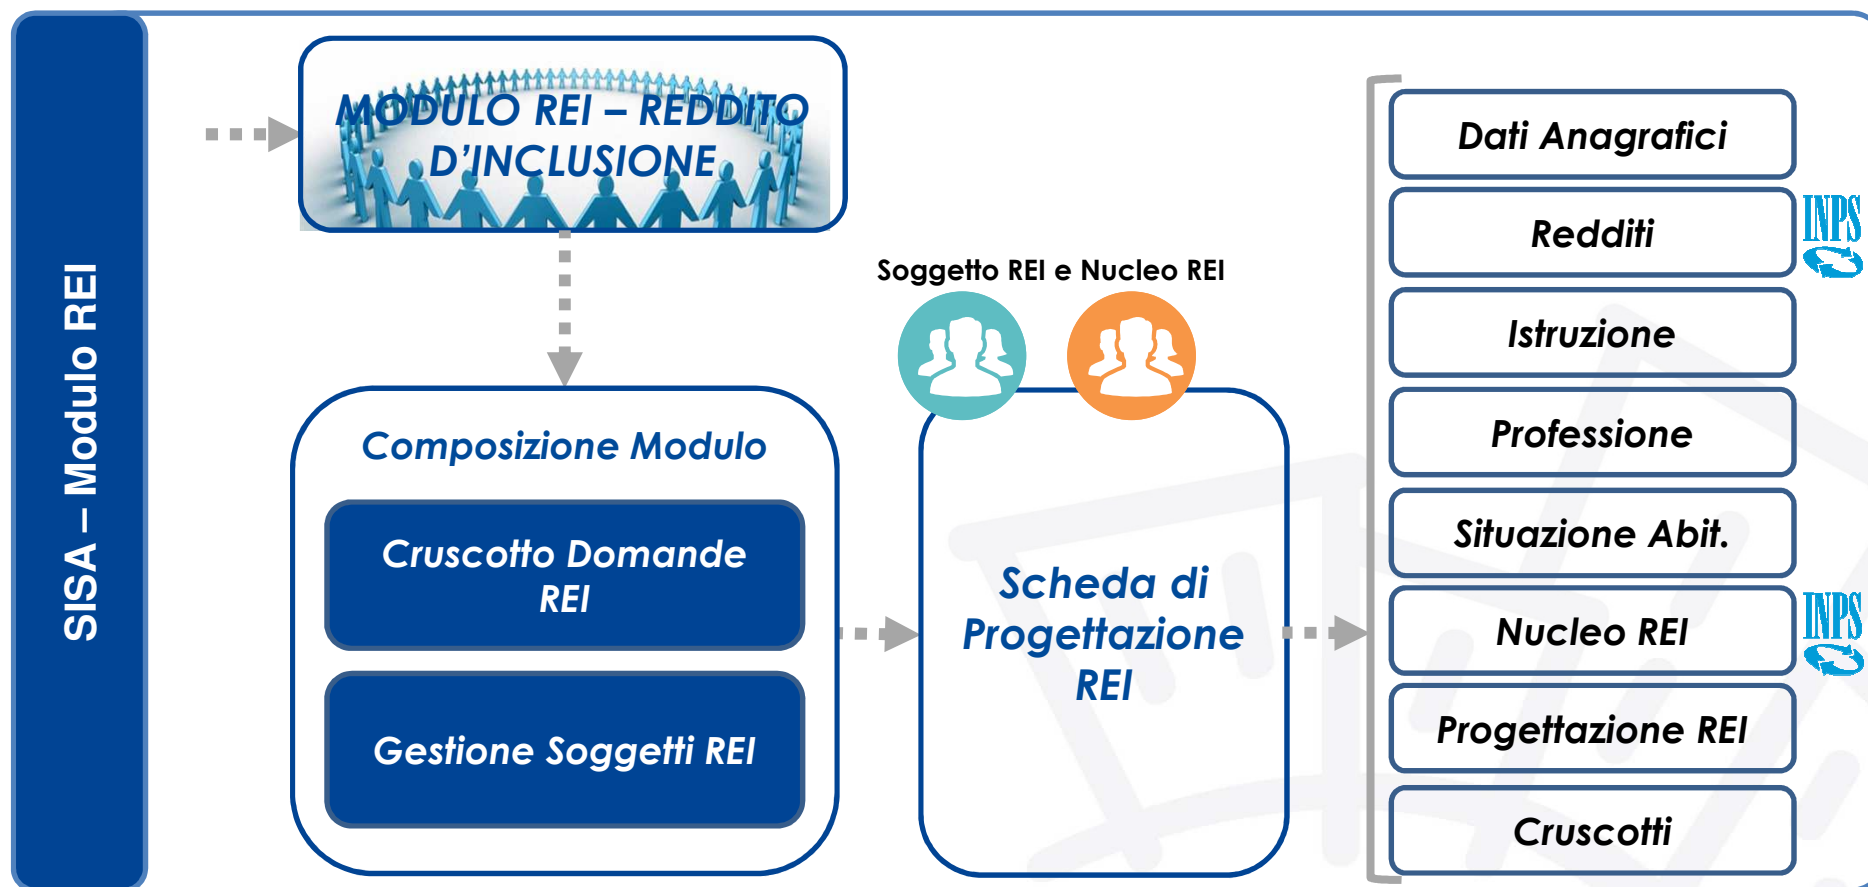 SISA – Modulo REI
MODULO REI – REDDITO
D’INCLUSIONE
Composizione Modulo
Cruscotto Domande
REI
Gestione Soggetti REI
Soggetto REI e Nucleo REI
Scheda di
Progettazione
REI
Dati Anagrafici
Redditi
INPS
Istruzione
Professione
Situazione Abit.
Nucleo REI
INPS
Progettazione REI
Cruscotti